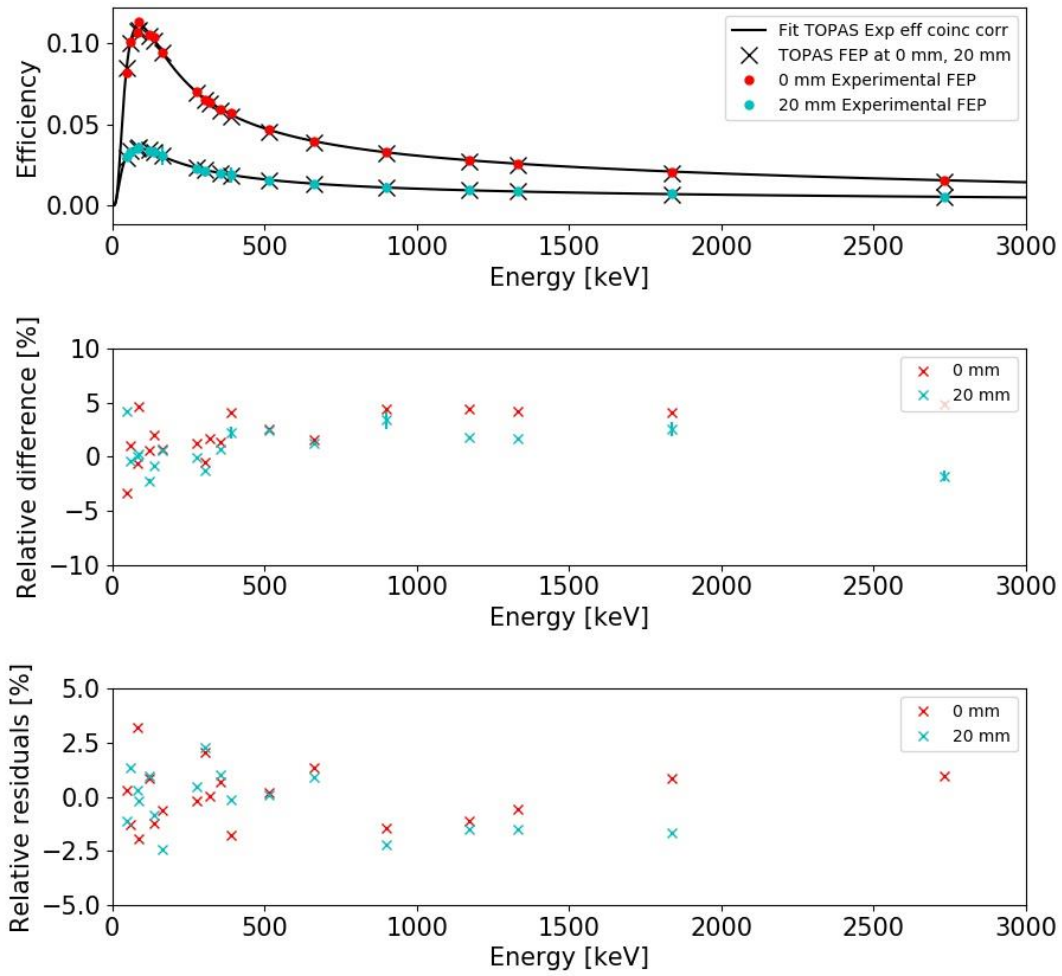 Efficiency
0.10
0.05
0.00
Fit TOPAS Exp eff coinc corr
TOPAS FEP at 0 mm, 20 mm
0 mm Experimental FEP
20 mm Experimental FEP
0 500 1000 1500 2000 2500 3000
Energy [keV]
Relative difference [%]
10
5
0
−5
−10
0 mm
20 mm
0 500 1000 1500 2000 2500 3000
Energy [keV]
Relative residuals [%]
5.0
2.5
0.0
−2.5
−5.0
0 mm
20 mm
0 500 1000 1500 2000 2500 3000
Energy [keV]